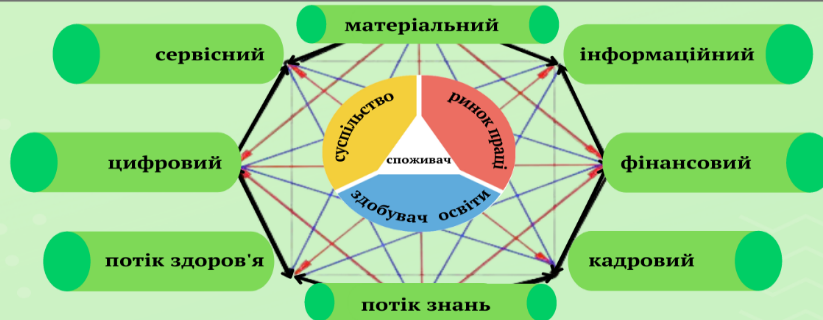 матеріальний
сервісний
інформаційний
суспільство
ринок праці
цифровий
споживач
фінансовий
здобувач освіти
потік здоров'я
кадровий
потік знань